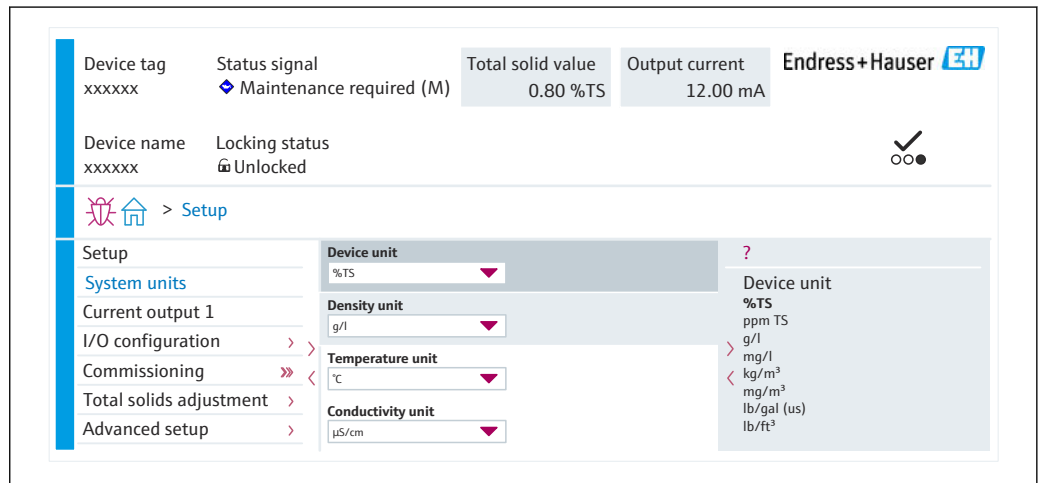 Device tag
xxxxxx
Status signal
Maintenance required (M)
Total solid value
0.80 %TS
Output current
12.00 mA
Endress+Hauser EH
Device name
xxxxxx
Locking status
Unlocked
> Setup
Setup
System units
Current output 1
I/O configuration >
Commissioning >>
Total solids adjustment >
Advanced setup >
>
<
Device unit
%TS
Density unit
g/l
Temperature unit
°C
Conductivity unit
µS/cm
>
<
?
Device unit
%TS
ppm TS
g/l
mg/l
kg/m³
mg/m³
lb/gal (us)
lb/ft³